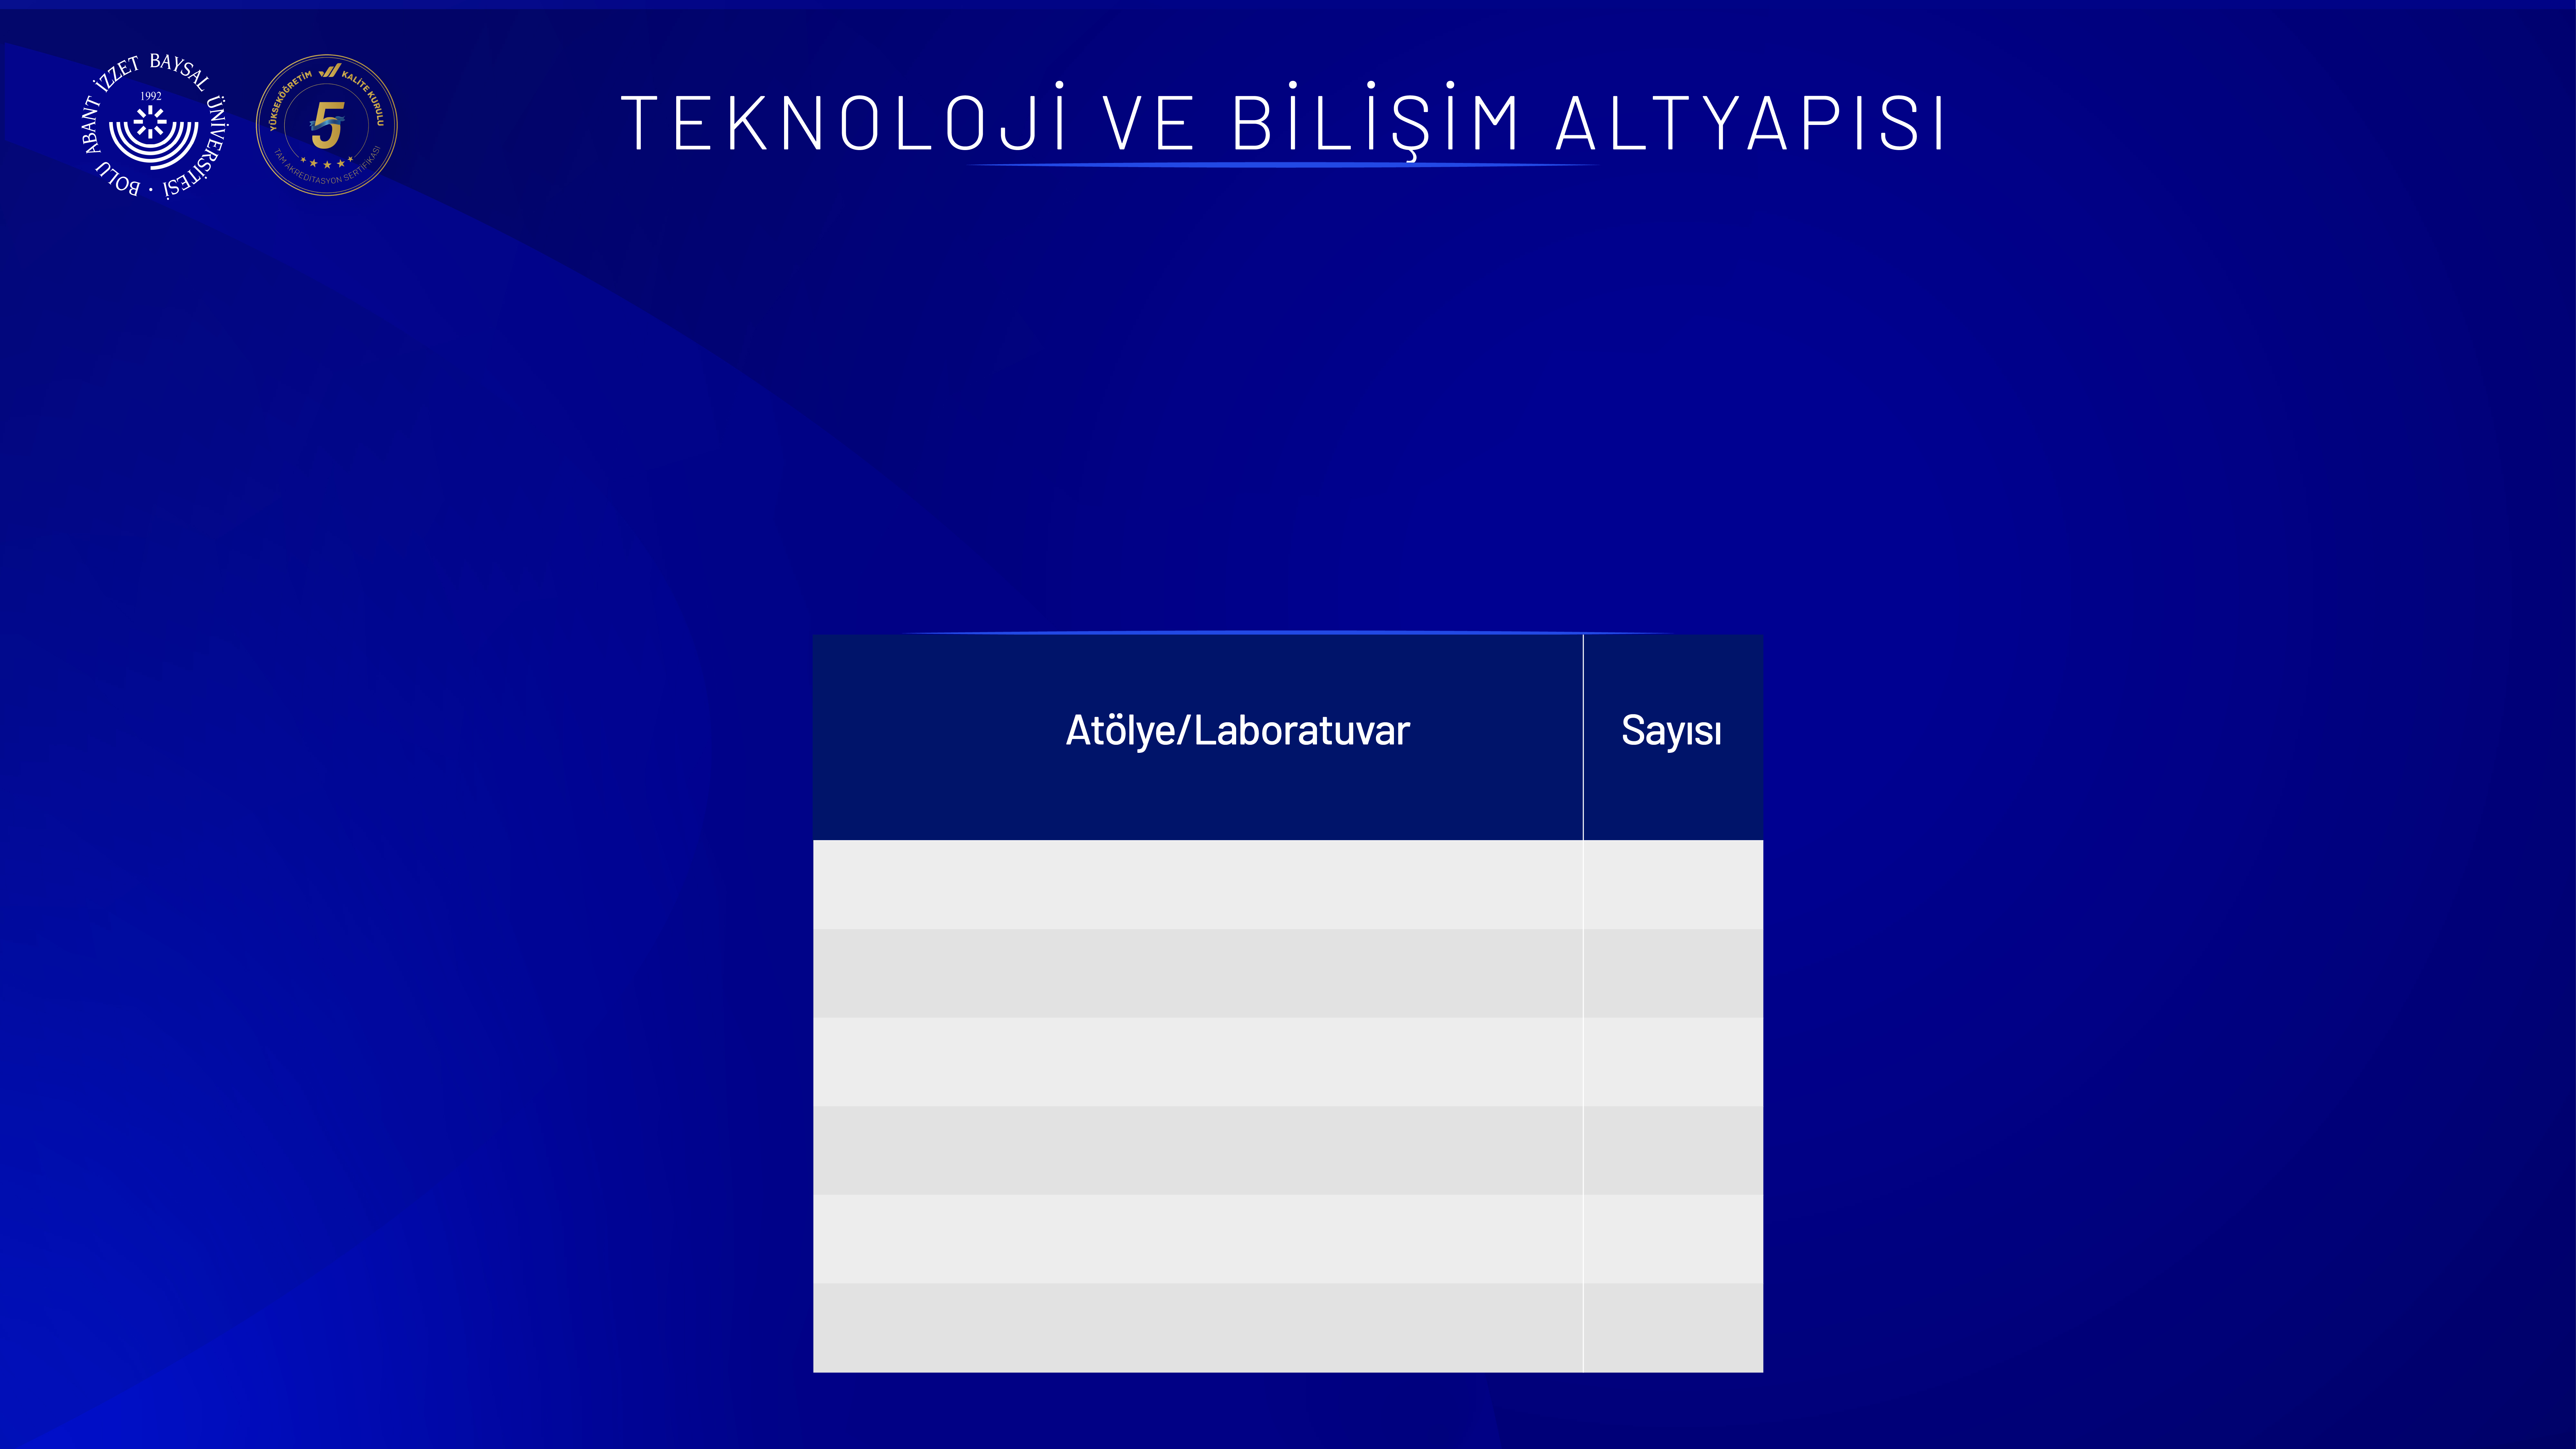 BOLU ABANT İZZET BAYSAL ÜNİVERSİTESİ
1992
YÜKSEKÖĞRETİM KALİTE KURULU
5
TAM AKREDİTASYON SERTİFİKASI
TEKNOLOJİ VE BİLİŞİM ALTYAPISI
Atölye/Laboratuvar Sayısı